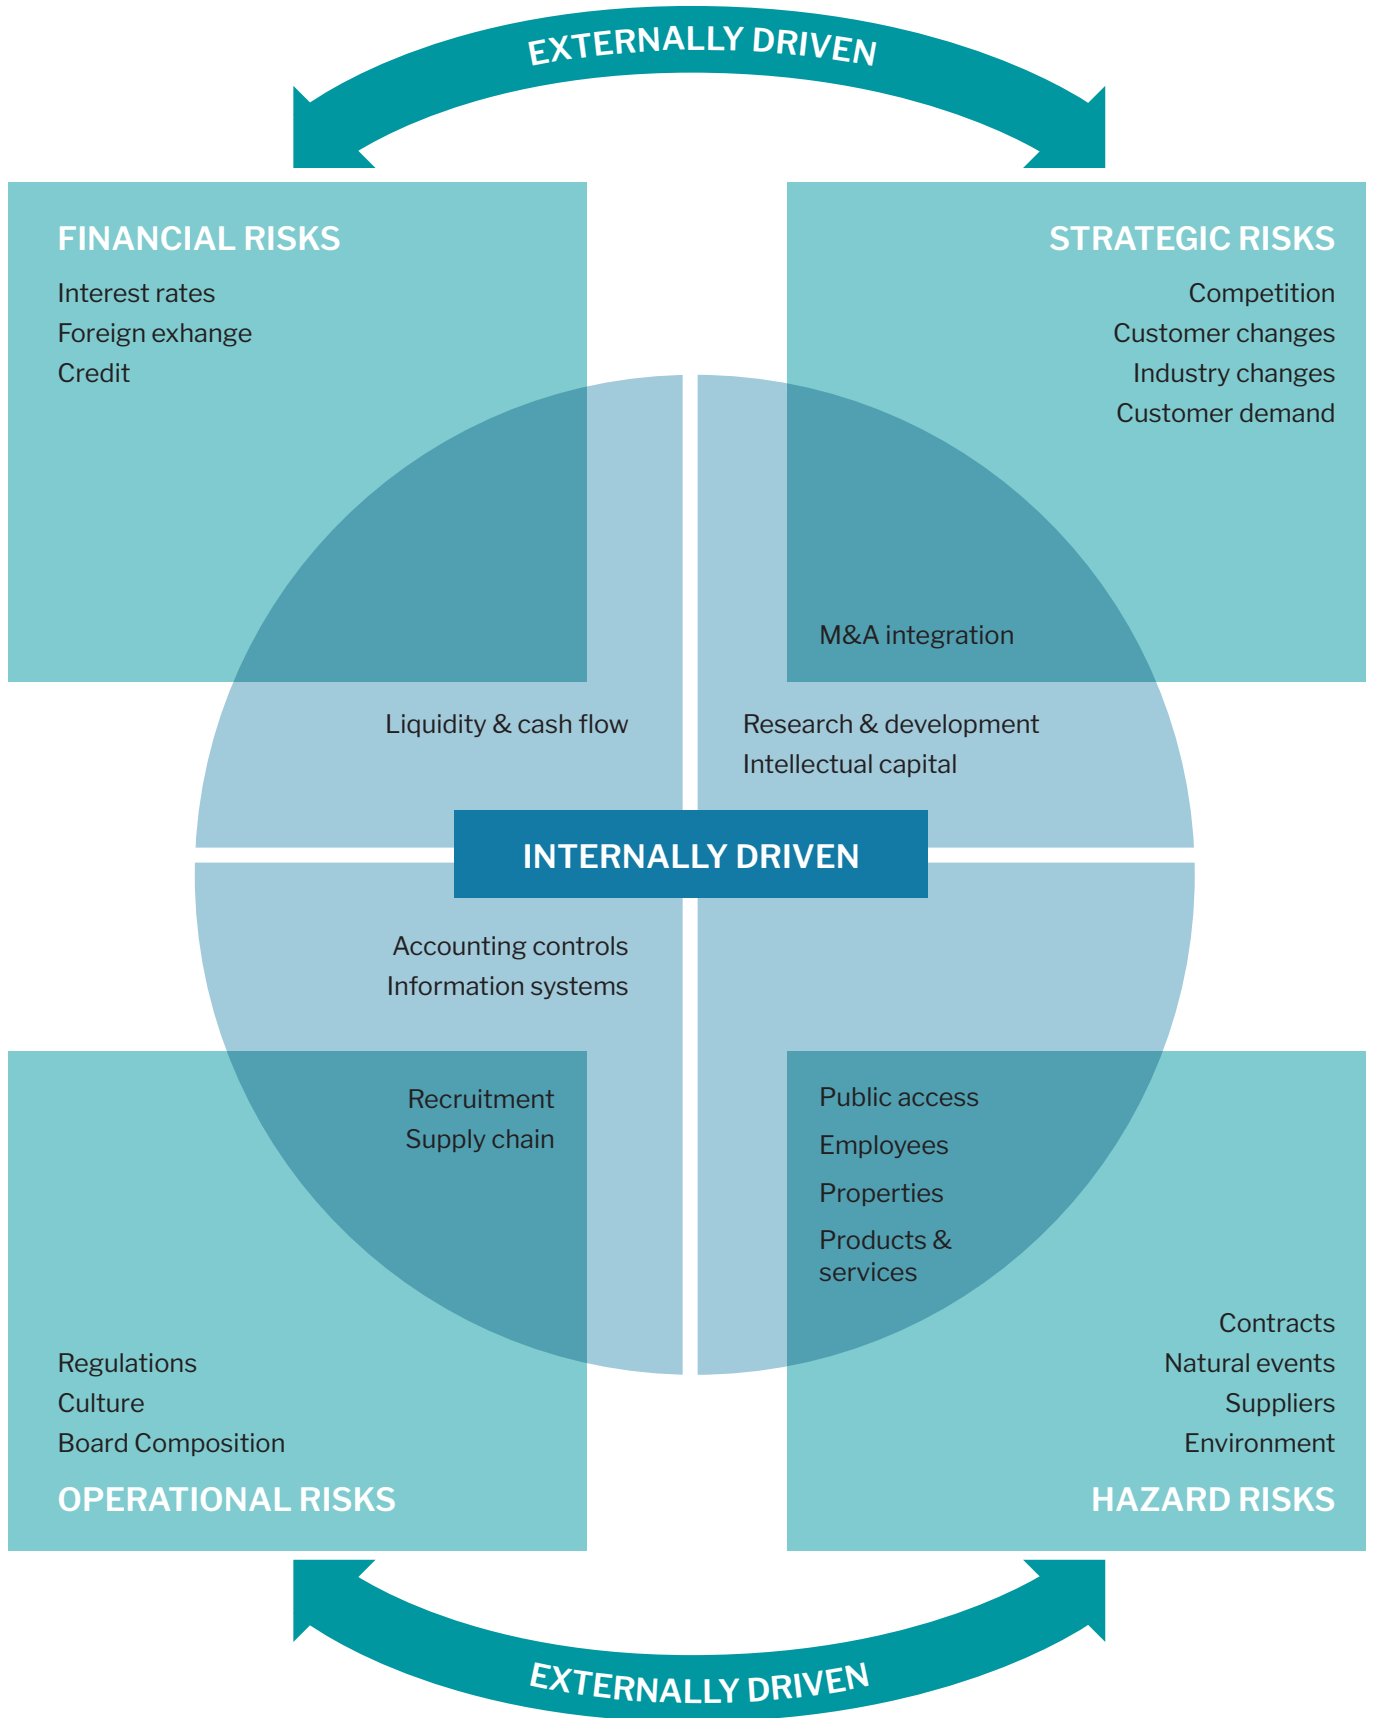 EXTERNALLY DRIVEN
FINANCIAL RISKS
Interest rates
Foreign exhange
Credit
STRATEGIC RISKS
Competition
Customer changes
Industry changes
Customer demand
M&A integration
Liquidity & cash flow
Research & development
Intellectual capital
INTERNALLY DRIVEN
Accounting controls
Information systems
Recruitment
Supply chain
Public access
Employees
Properties
Products &
services
Regulations
Culture
Board Composition
OPERATIONAL RISKS
Contracts
Natural events
Suppliers
Environment
HAZARD RISKS
EXTERNALLY DRIVEN